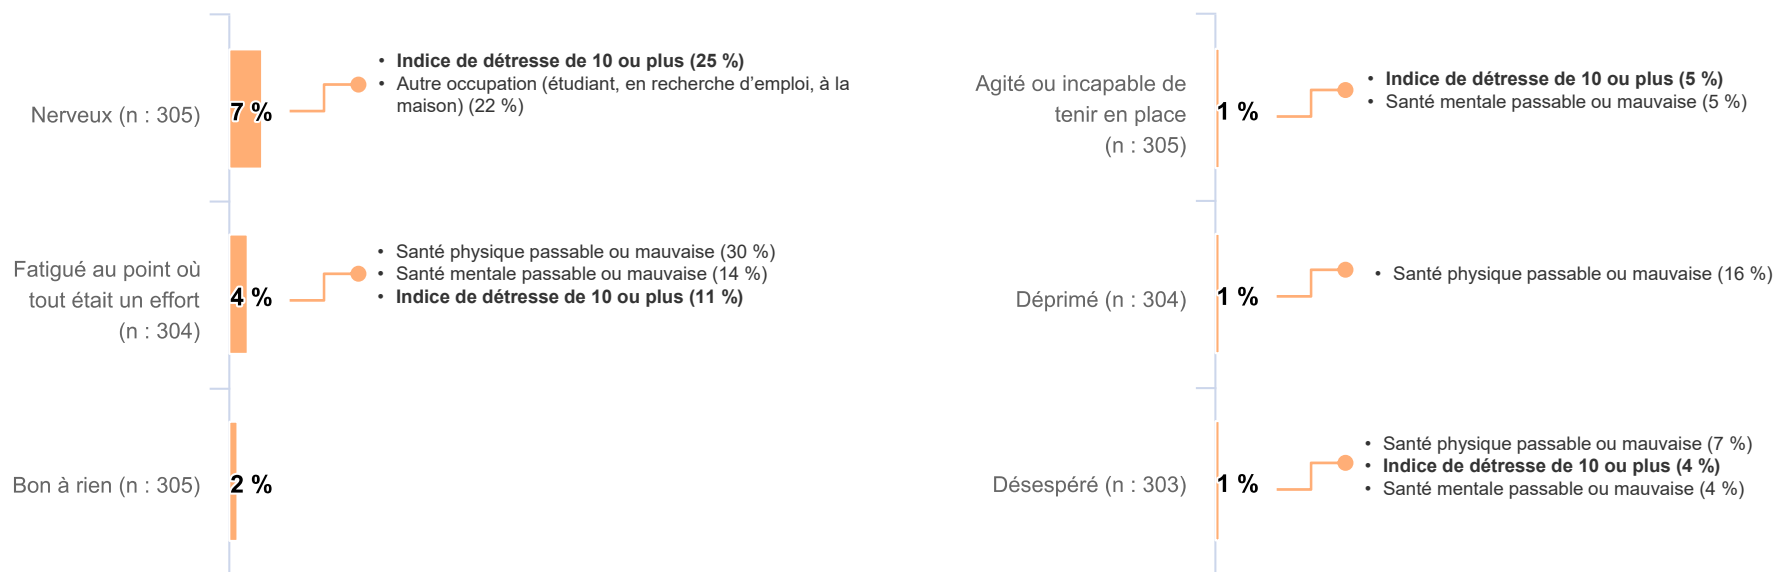 Nerveux (n : 305)
7 %
• Indice de détresse de 10 ou plus (25 %)
• Autre occupation (étudiant, en recherche d’emploi, à la
maison) (22 %)
Fatigué au point où
tout était un effort
(n : 304)
4 %
• Santé physique passable ou mauvaise (30 %)
• Santé mentale passable ou mauvaise (14 %)
• Indice de détresse de 10 ou plus (11 %)
Bon à rien (n : 305)
2 %
Agité ou incapable de
tenir en place
(n : 305)
1 %
• Indice de détresse de 10 ou plus (5 %)
• Santé mentale passable ou mauvaise (5 %)
Déprimé (n : 304)
1 %
• Santé physique passable ou mauvaise (16 %)
Désespéré (n : 303)
1 %
• Santé physique passable ou mauvaise (7 %)
• Indice de détresse de 10 ou plus (4 %)
• Santé mentale passable ou mauvaise (4 %)